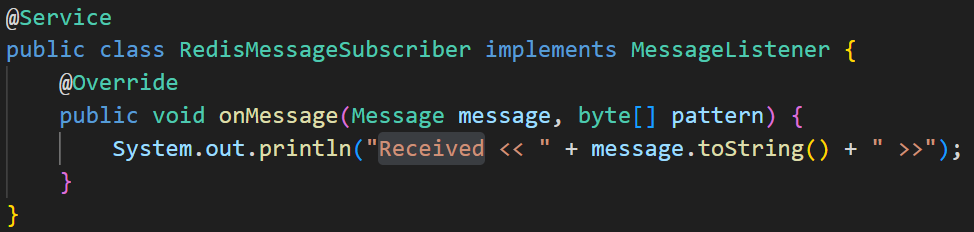 @Service
public class RedisMessageSubscriber implements MessageListener {
    @Override
    public void onMessage(Message message, byte[] pattern) {
        System.out.println("Received << " + message.toString() + " >>");
    }
}